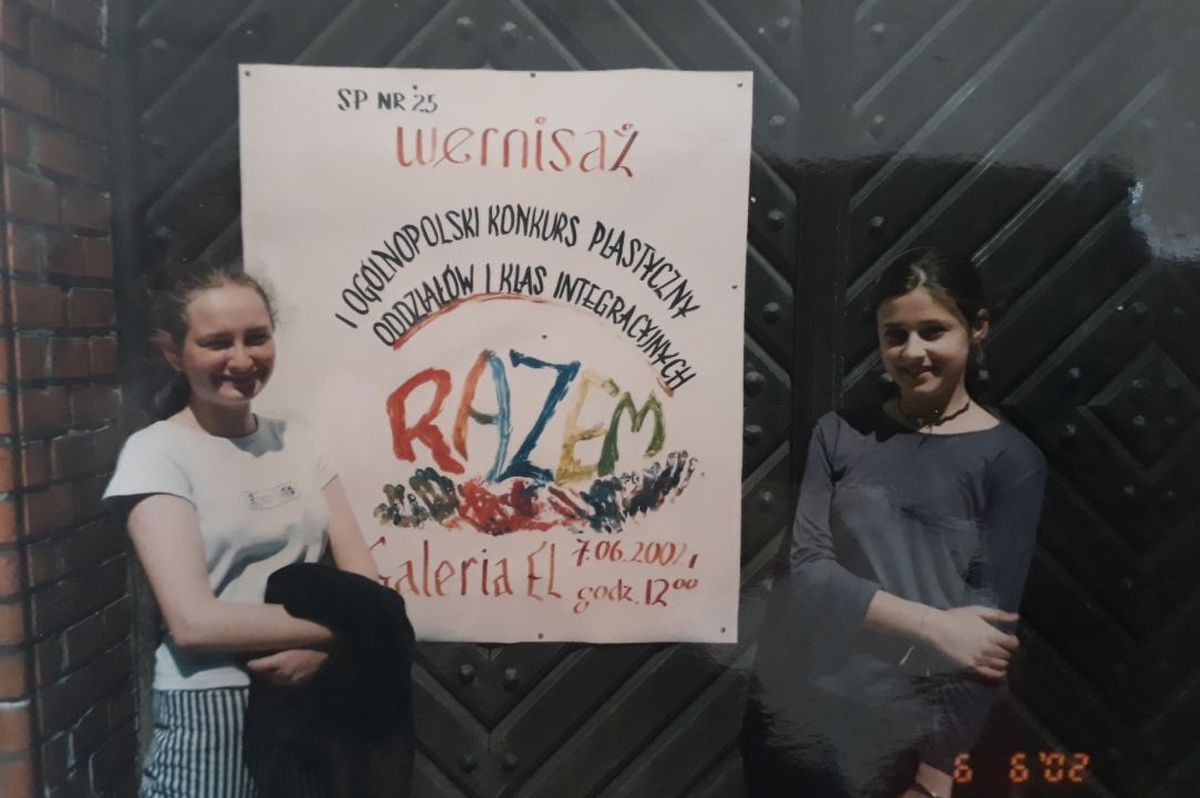 SP NR 25
wernisaż
I OGÓLNOPOLSKI KONKURS PLASTYCZNY
ODDZIAŁÓW I KLAS INTEGRACYJNYCH
RAZEM
Galeria EL 7.06.2002r
godz. 12⁰⁰
6 6'02